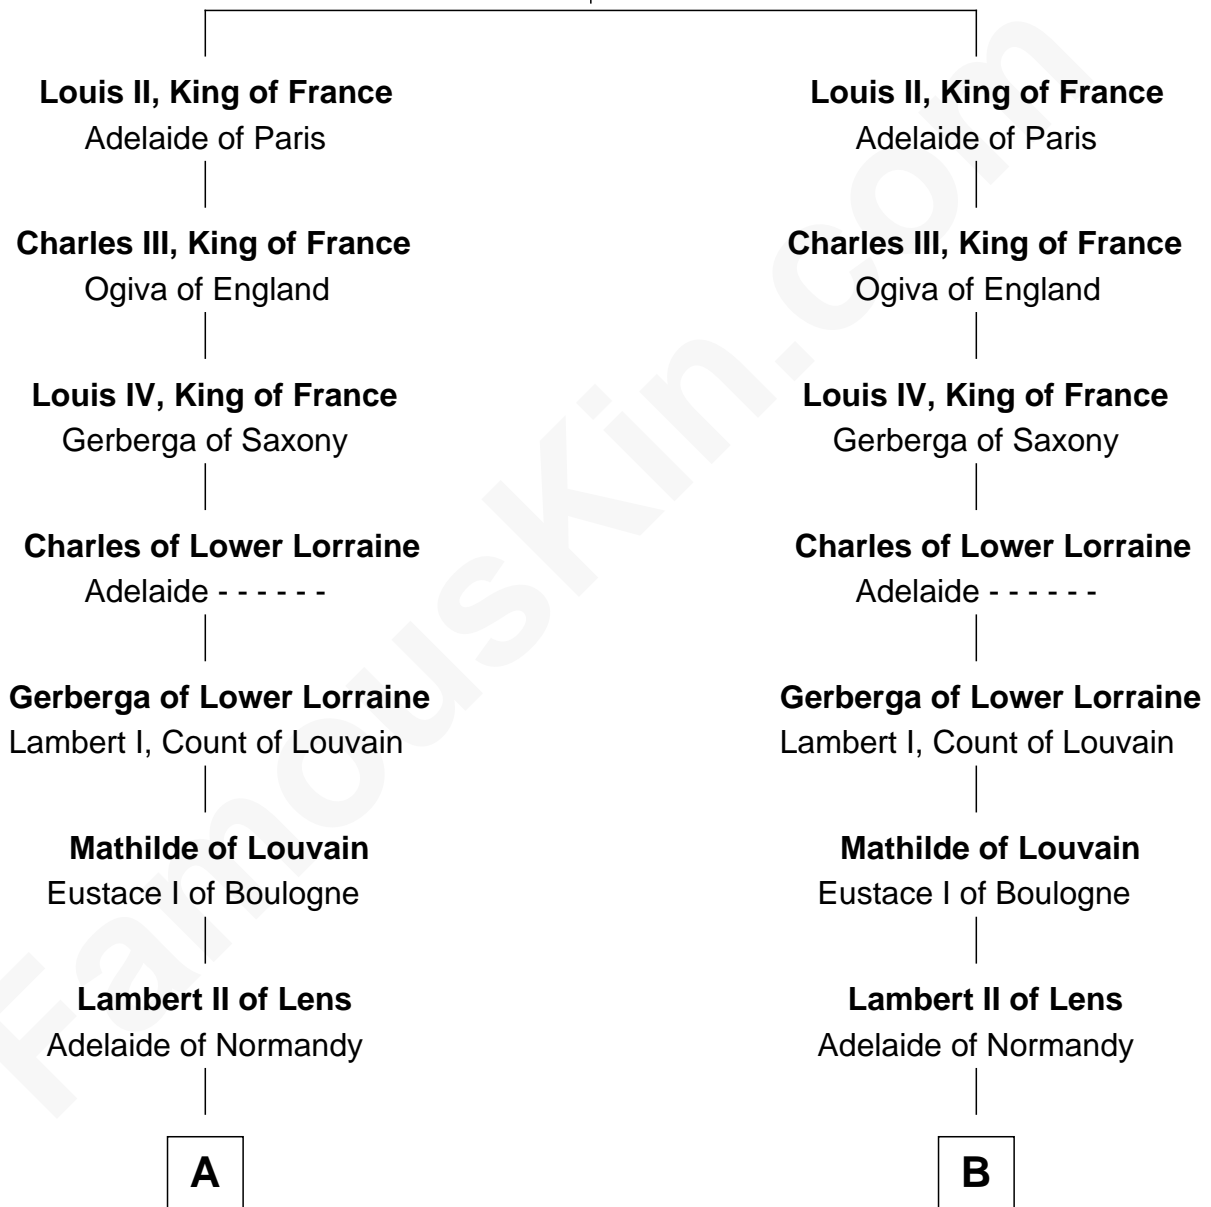 Louis II, King of France
Adelaide of Paris
Charles III, King of France
Ogiva of England
Louis IV, King of France
Gerberga of Saxony
Charles of Lower Lorraine
Adelaide - - - - - -
Gerberga of Lower Lorraine
Lambert I, Count of Louvain
Mathilde of Louvain
Eustace I of Boulogne
Lambert II of Lens
Adelaide of Normandy
A
Louis II, King of France
Adelaide of Paris
Charles III, King of France
Ogiva of England
Louis IV, King of France
Gerberga of Saxony
Charles of Lower Lorraine
Adelaide - - - - - -
Gerberga of Lower Lorraine
Lambert I, Count of Louvain
Mathilde of Louvain
Eustace I of Boulogne
Lambert II of Lens
Adelaide of Normandy
B
FamousKin.com